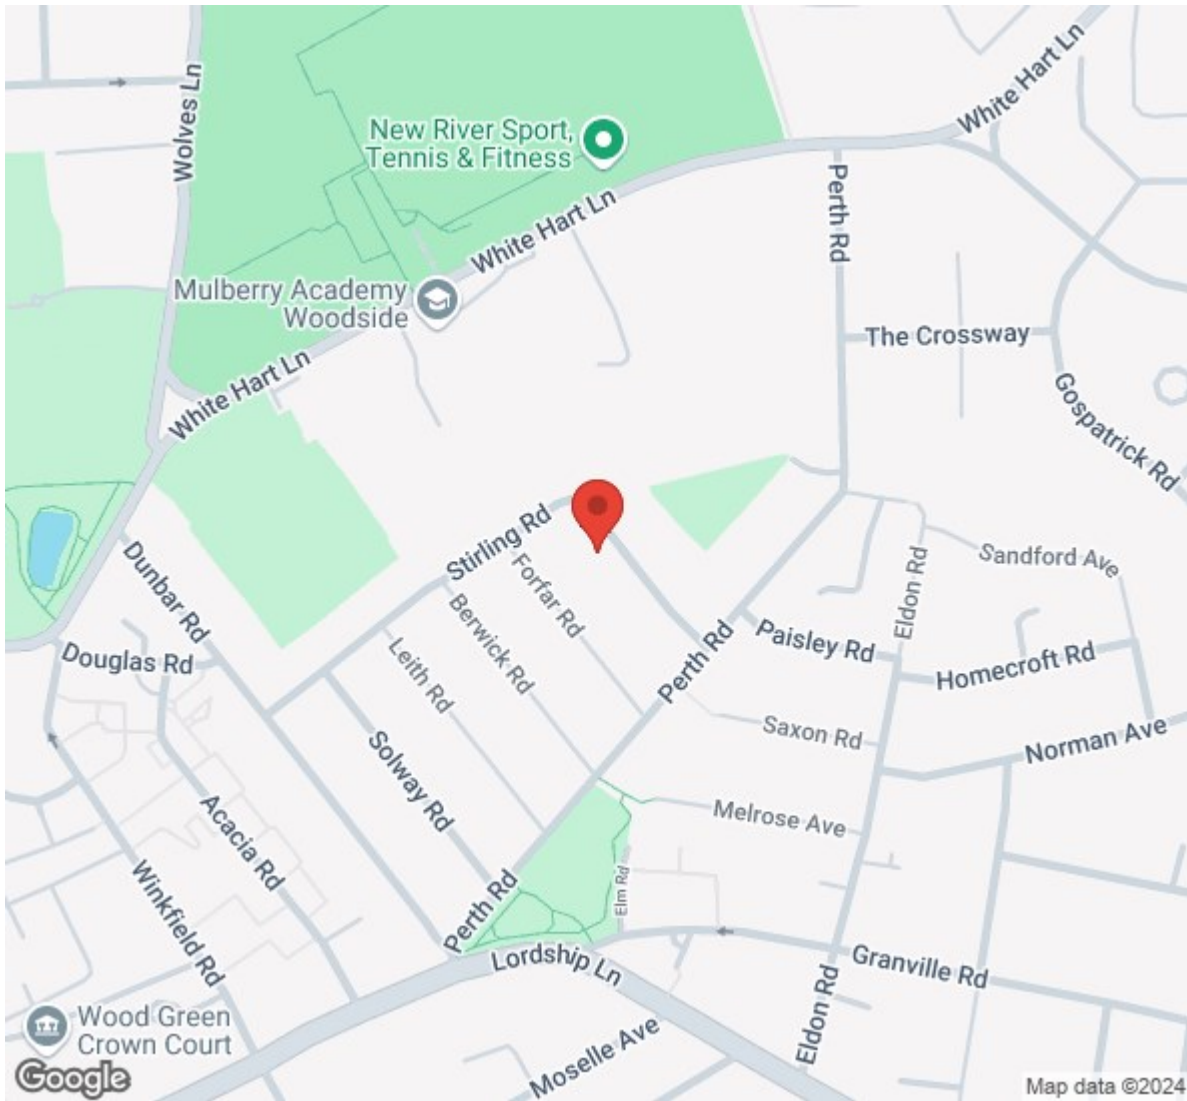 White Hart Ln
Wolves Ln
New River Sport,
Tennis & Fitness
Perth Rd
White Hart Ln
Mulberry Academy
Woodside
The Crossway
White Hart Ln
Gospatrick Rd
Stirling Rd
Sandford Ave
Dunbar Rd
Forfar Rd
Eldon Rd
Berwick Rd
Douglas Rd
Leith Rd
Perth Rd
Paisley Rd
Homecroft Rd
Saxon Rd
Norman Ave
Solway Rd
Melrose Ave
Acacia Rd
Winkfield Rd
Elm Rd
Perth Rd
Lordship Ln
Granville Rd
Eldon Rd
Wood Green
Crown Court
Moselle Ave
Google
Map data ©2024